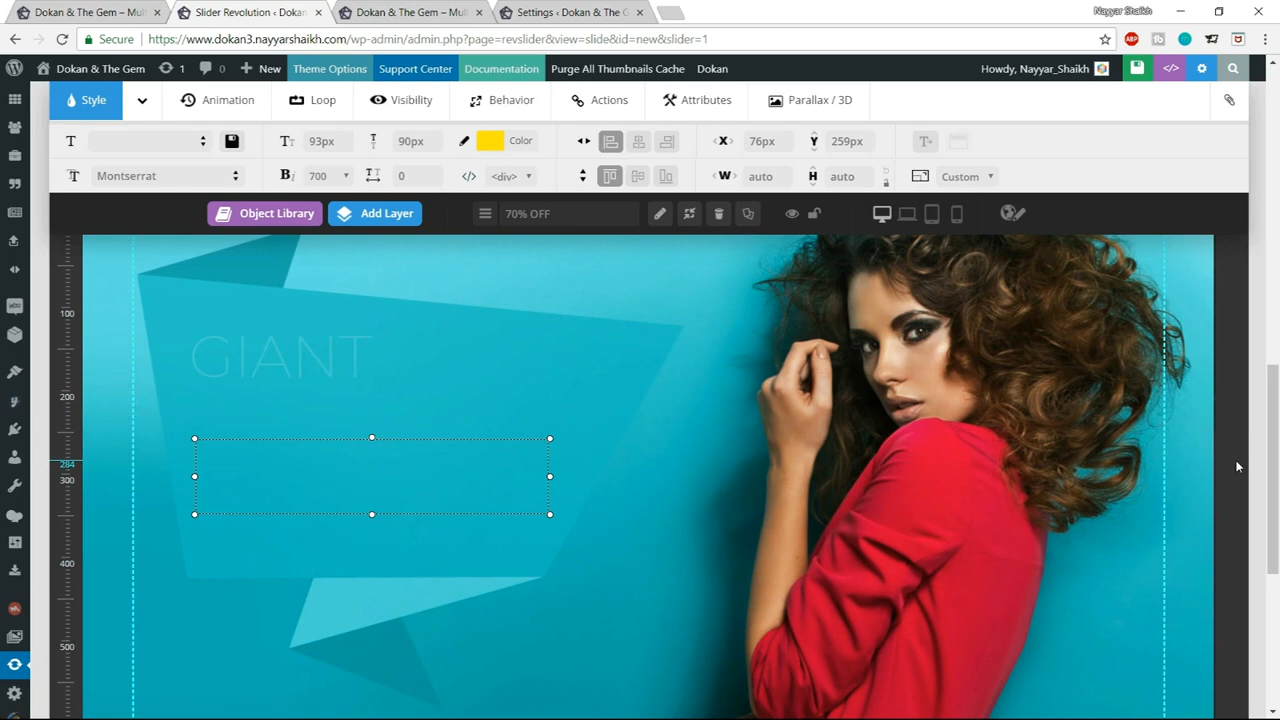 Dokan & The Gem – Mul
Slider Revolution ‹ Dokan
Dokan & The Gem – Mul
Settings ‹ Dokan & The G
Nayyar Shaikh
Secure
https://www.dokan3.nayyarshaikh.com/wp-admin/admin.php?page=revslider&view=slide&id=new&slider=1
ABP
Dokan & The Gem
1
0
New
Theme Options
Support Center
Documentation
Purge All Thumbnails Cache
Dokan
Howdy, Nayyar_Shaikh
Style
Animation
Loop
Visibility
Behavior
Actions
Attributes
Parallax / 3D
93px
90px
Color
X
76px
Y
259px
Montserrat
700
0
<div>
W
auto
H
auto
Custom
Object Library
Add Layer
70% OFF
100
200
284
300
400
500
GIANT